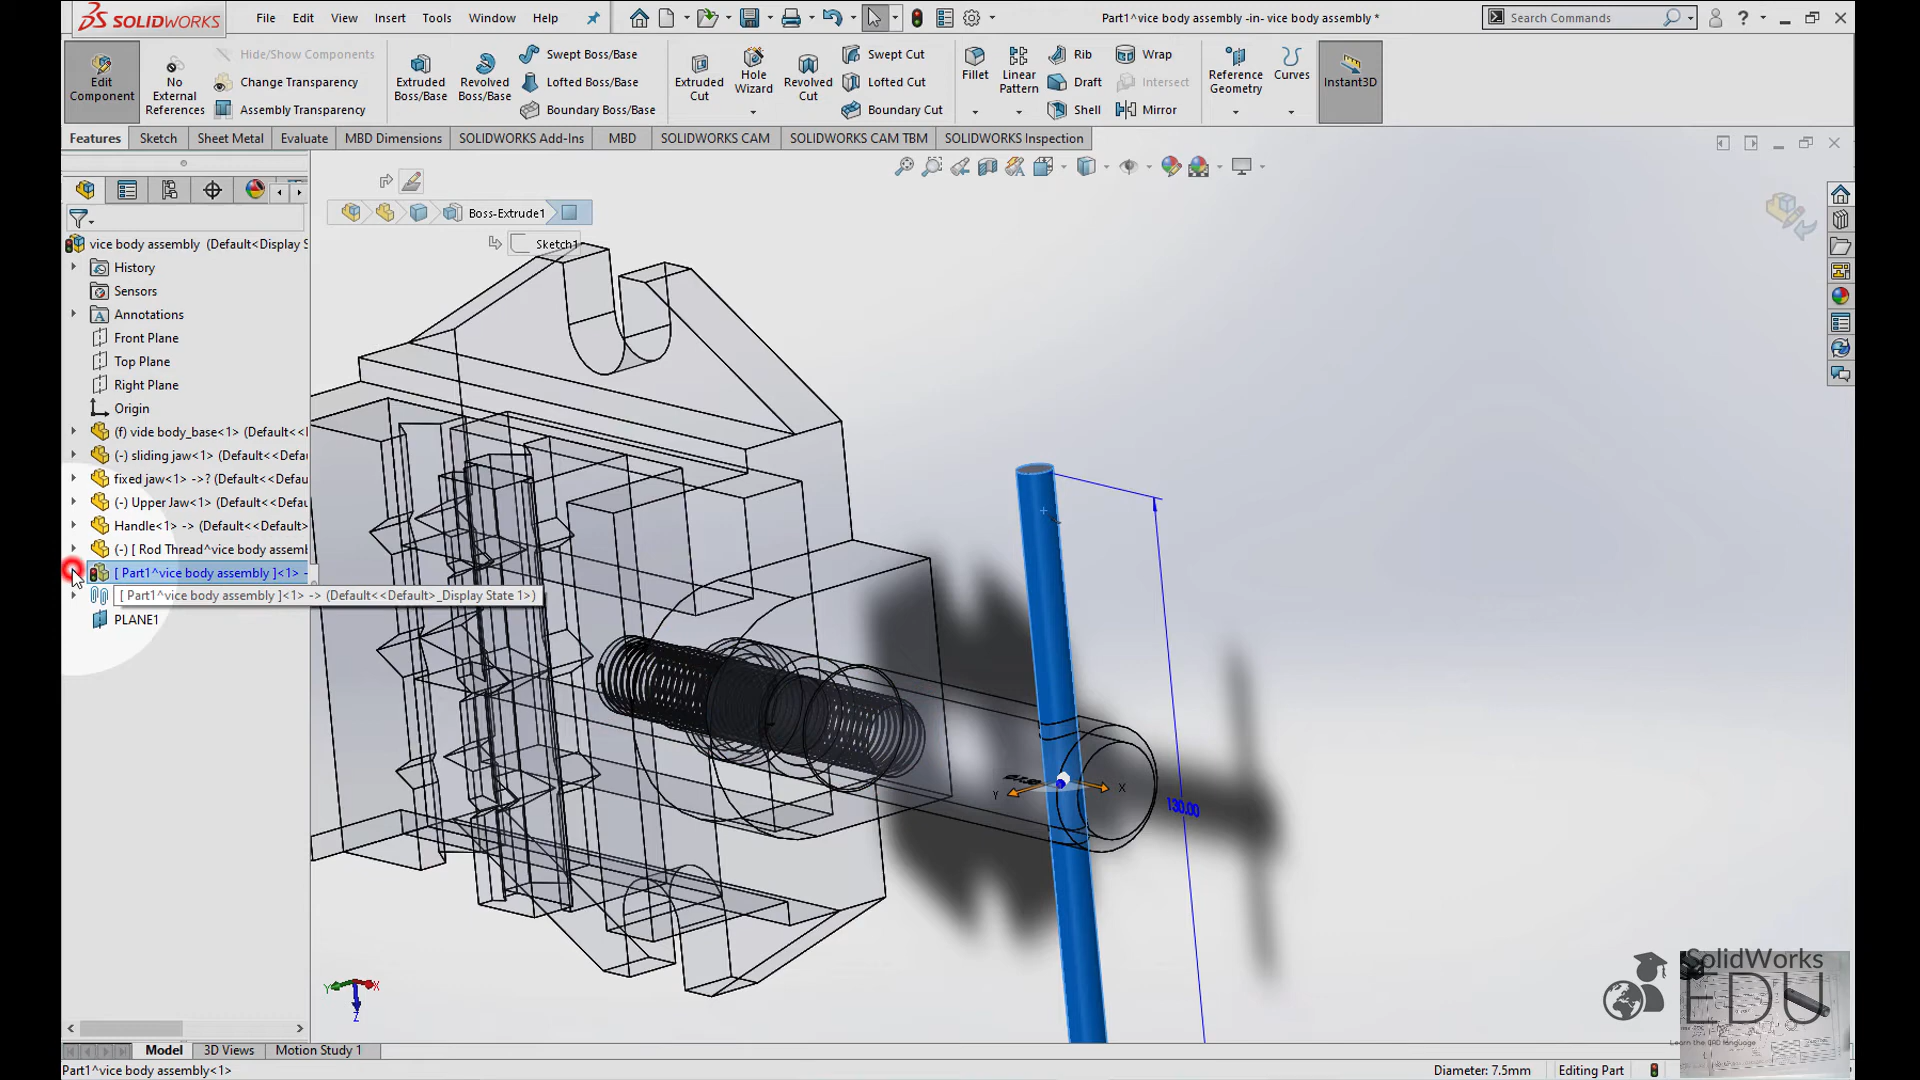 SOLIDWORKS File Edit View Insert Tools Window Help Part1^vice body assembly -in- vice body assembly * Search Commands ?
Edit Component
No External References
Hide/Show Components
Change Transparency
Assembly Transparency
Extruded Boss/Base
Revolved Boss/Base
Swept Boss/Base
Lofted Boss/Base
Boundary Boss/Base
Extruded Cut
Hole Wizard
Revolved Cut
Swept Cut
Lofted Cut
Boundary Cut
Fillet
Linear Pattern
Rib
Draft
Shell
Wrap
Intersect
Mirror
Reference Geometry
Curves
Instant3D
Features Sketch Sheet Metal Evaluate MBD Dimensions SOLIDWORKS Add-Ins MBD SOLIDWORKS CAM SOLIDWORKS CAM TBM SOLIDWORKS Inspection
Boss-Extrude1
Sketch1
vice body assembly (Default<Display S
History
Sensors
Annotations
Front Plane
Top Plane
Right Plane
Origin
(f) vide body_base<1> (Default<<
(-) sliding jaw<1> (Default<<Defa
fixed jaw<1> ->? (Default<<Defau
(-) Upper Jaw<1> (Default<<Defa
Handle<1> -> (Default<<Default>
(-) [ Rod Thread^vice body assem
[ Part1^vice body assembly ]<1> -
[ Part1^vice body assembly ]<1> -> (Default<<Default>_Display State 1>)
PLANE1
130.00
X
Y
Y X
Z
SolidWorks
EDU
Learn the CAD language
Model 3D Views Motion Study 1
Part1^vice body assembly<1> Diameter: 7.5mm Editing Part